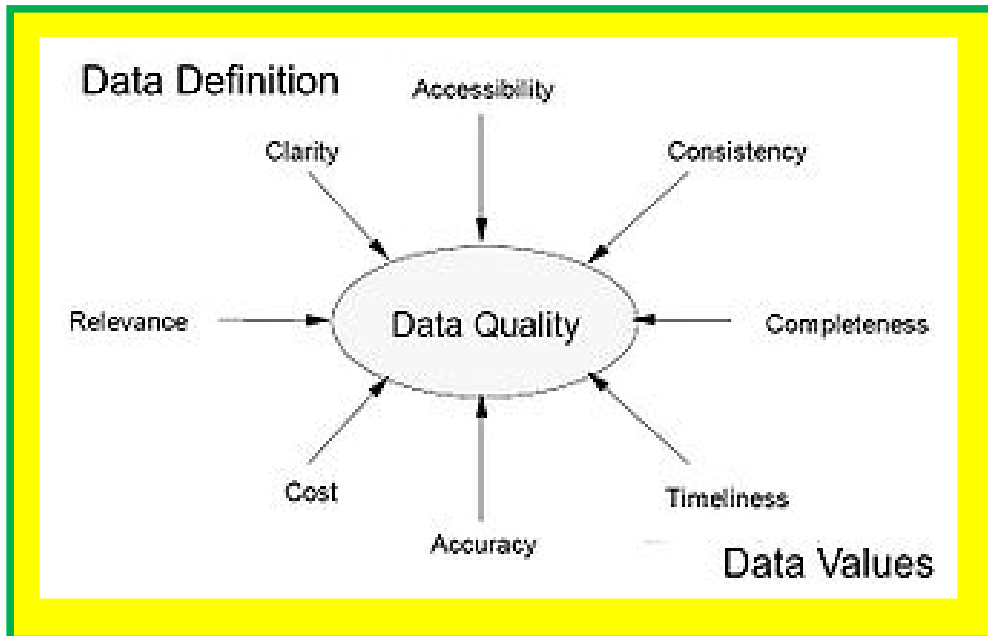 Data Definition
Accessibility
Clarity
Consistency
Relevance
Data Quality
Completeness
Cost
Timeliness
Accuracy
Data Values